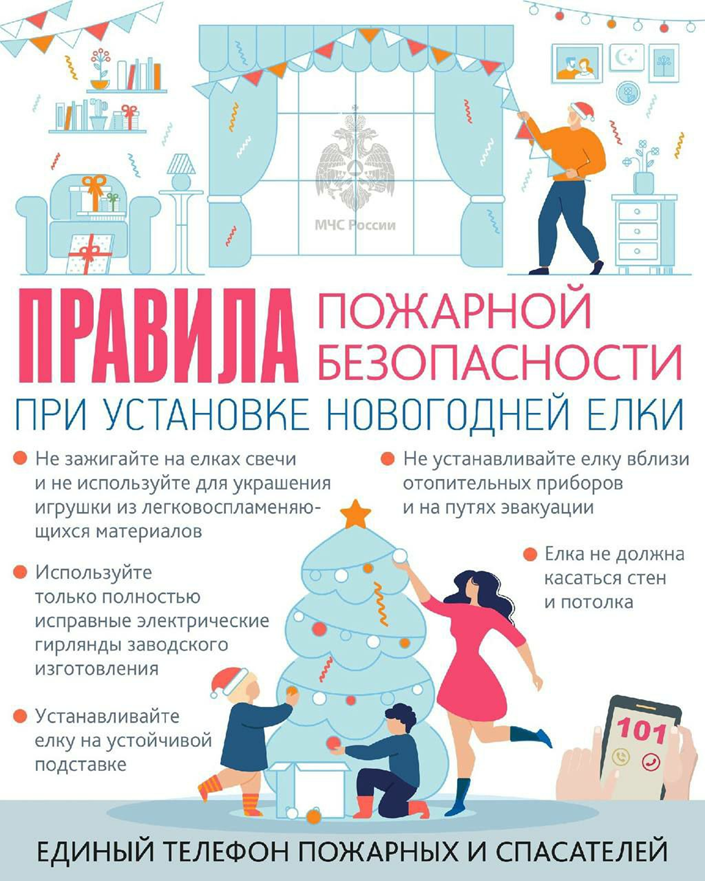 МЧС России
ПРАВИЛА
ПОЖАРНОЙ
БЕЗОПАСНОСТИ
ПРИ УСТАНОВКЕ НОВОГОДНЕЙ ЕЛКИ
Не зажигайте на елках свечи
и не используйте для украшения
игрушки из легковоспламеняю-
щихся материалов
Используйте
только полностью
исправные электрические
гирлянды заводского
изготовления
Устанавливайте
елку на устойчивой
подставке
Не устанавливайте елку вблизи
отопительных приборов
и на путях эвакуации
Елка не должна
касаться стен
и потолка
101
ЕДИНЫЙ ТЕЛЕФОН ПОЖАРНЫХ И СПАСАТЕЛЕЙ